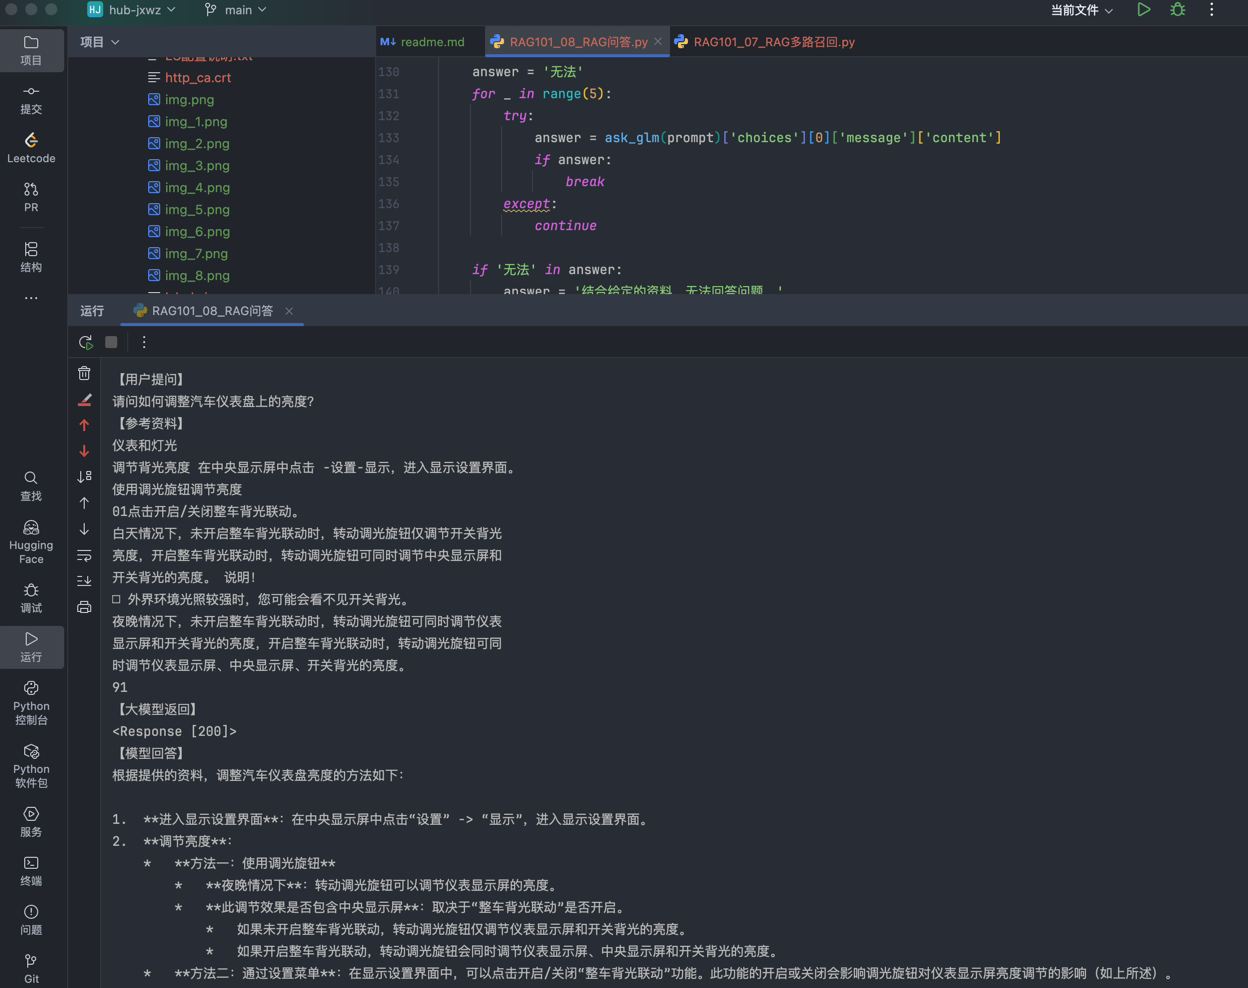 HJ hub-jxwz main 当前文件
项目
提交
Leetcode
PR
结构
查找
Hugging
Face
调试
运行
Python
控制台
Python
软件包
服务
终端
问题
Git
项目
ES配置说明.txt
http_ca.crt
img.png
img_1.png
img_2.png
img_3.png
img_4.png
img_5.png
img_6.png
img_7.png
img_8.png
M↓ readme.md RAG101_08_RAG问答.py RAG101_07_RAG多路召回.py
130 answer = '无法'
131 for _ in range(5):
132 try:
133 answer = ask_glm(prompt)['choices'][0]['message']['content']
134 if answer:
135 break
136 except:
137 continue
138
139 if '无法' in answer:
140 answer = '结合给定的资料，无法回答问题。'
运行 RAG101_08_RAG问答
【用户提问】
请问如何调整汽车仪表盘上的亮度?
【参考资料】
仪表和灯光
调节背光亮度 在中央显示屏中点击 -设置-显示，进入显示设置界面。
使用调光旋钮调节亮度
01点击开启/关闭整车背光联动。
白天情况下，未开启整车背光联动时，转动调光旋钮仅调节开关背光
亮度，开启整车背光联动时，转动调光旋钮可同时调节中央显示屏和
开关背光的亮度。 说明!
□ 外界环境光照较强时，您可能会看不见开关背光。
夜晚情况下，未开启整车背光联动时，转动调光旋钮可同时调节仪表
显示屏和开关背光的亮度，开启整车背光联动时，转动调光旋钮可同
时调节仪表显示屏、中央显示屏、开关背光的亮度。
91
【大模型返回】
<Response [200]>
【模型回答】
根据提供的资料，调整汽车仪表盘亮度的方法如下：
1. **进入显示设置界面**：在中央显示屏中点击“设置” -> “显示”，进入显示设置界面。
2. **调节亮度**：
* **方法一：使用调光旋钮**
* **夜晚情况下**：转动调光旋钮可以调节仪表显示屏的亮度。
* **此调节效果是否包含中央显示屏**：取决于“整车背光联动”是否开启。
* 如果未开启整车背光联动，转动调光旋钮仅调节仪表显示屏和开关背光的亮度。
* 如果开启整车背光联动，转动调光旋钮会同时调节仪表显示屏、中央显示屏和开关背光的亮度。
* **方法二：通过设置菜单**：在显示设置界面中，可以点击开启/关闭“整车背光联动”功能。此功能的开启或关闭会影响调光旋钮对仪表显示屏亮度调节的影响（如上所述）。